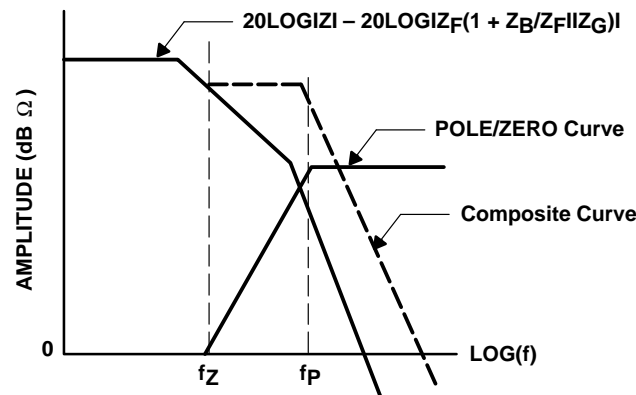 20LOGIZI – 20LOGIZF(1 + ZB/ZFIIZG)I
POLE/ZERO Curve
Composite Curve
AMPLITUDE (dB Ω)
0
LOG(f)
fZ
fP